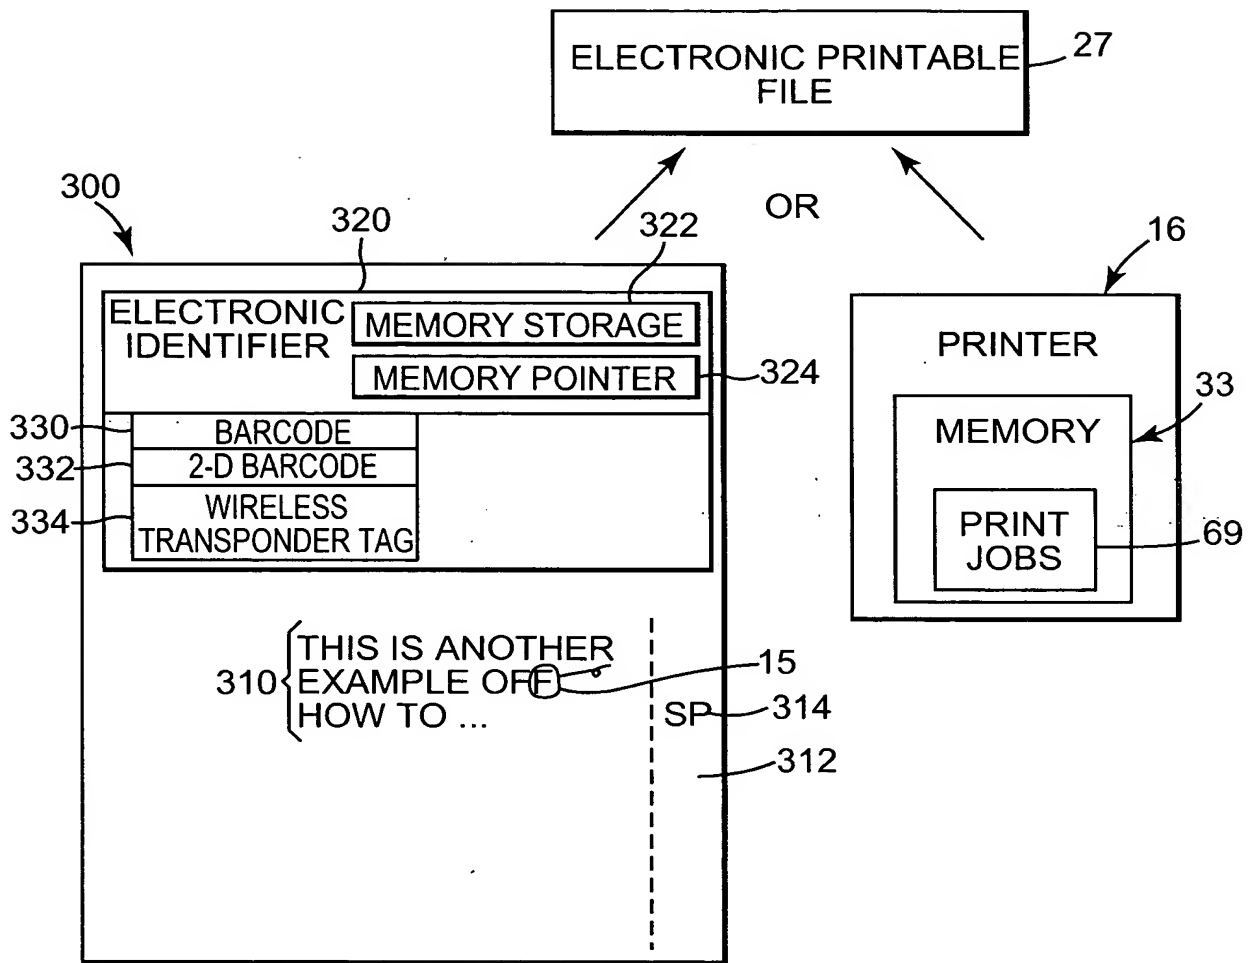 ELECTRONIC PRINTABLE
FILE
27
OR
300
320
322
ELECTRONIC
IDENTIFIER
MEMORY STORAGE
MEMORY POINTER
324
330
BARCODE
332
2-D BARCODE
334
WIRELESS
TRANSPONDER TAG
16
PRINTER
33
MEMORY
PRINT
JOBS
69
310
THIS IS ANOTHER
EXAMPLE OFF
HOW TO ...
15
SP
314
312